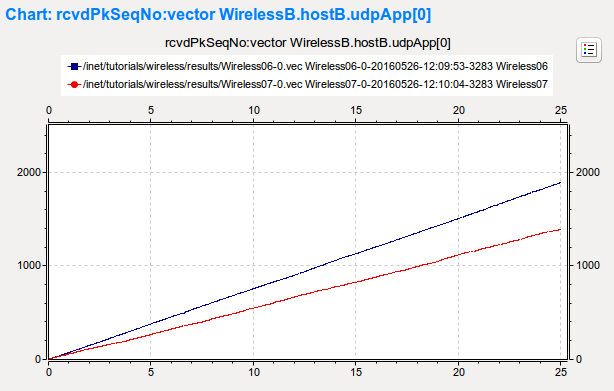 Chart: rcvdPkSeqNo:vector WirelessB.hostB.udpApp[0]
rcvdPkSeqNo:vector WirelessB.hostB.udpApp[0]
/inet/tutorials/wireless/results/Wireless06-0.vec Wireless06-0-20160526-12:09:53-3283 Wireless06
/inet/tutorials/wireless/results/Wireless07-0.vec Wireless07-0-20160526-12:10:04-3283 Wireless07
0 5 10 15 20 25
2000 2000
1000 1000
0 0
0 5 10 15 20 25